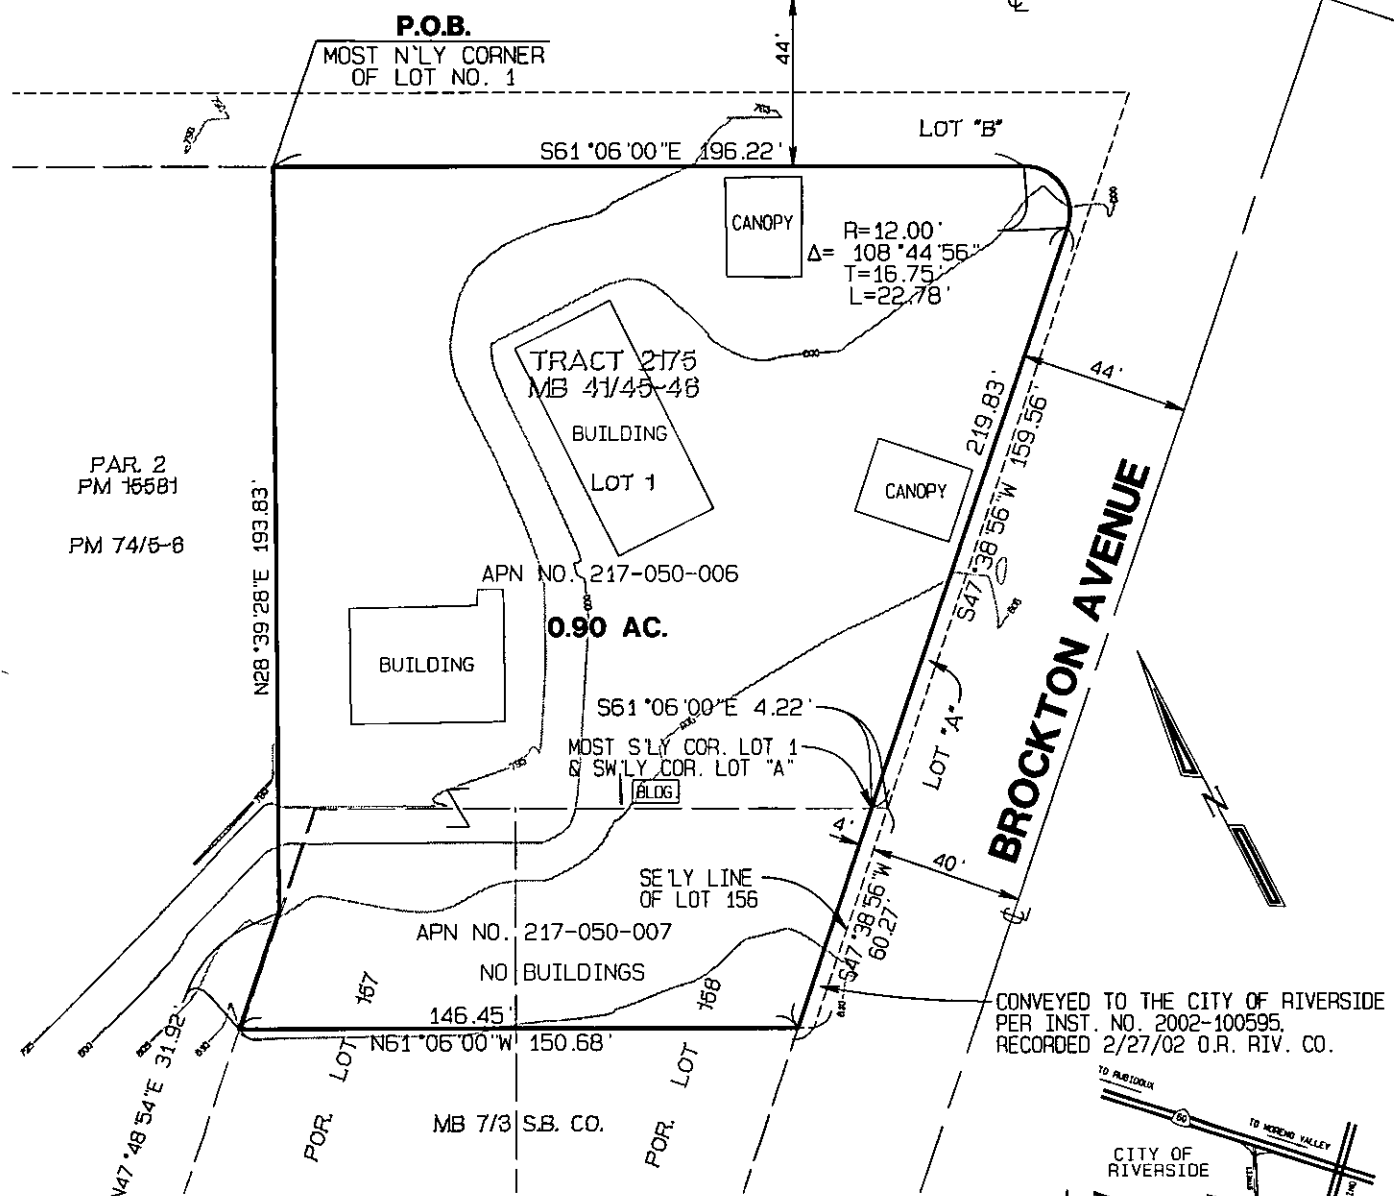 P.O.B.
MOST N'LY CORNER
OF LOT NO. 1
44'
LOT "B"
S61°06'00"E 196.22'
CANOPY
R=12.00'
Δ= 108°44'56"
T=16.75'
L=22.78'
TRACT 2175
MB 41/45-46
BUILDING
LOT 1
44'
219.83'
S47°38'56"W 159.56'
CANOPY
PAR. 2
PM 15581
PM 74/5-6
N28°39'28"E 193.83'
APN NO. 217-050-006
0.90 AC.
BUILDING
BROCKTON AVENUE
S61°06'00"E 4.22'
MOST S'LY COR. LOT 1
& SW'LY COR. LOT "A"
BLDG.
LOT "A"
N
4'
40'
SE'LY LINE
OF LOT 156
S47°38'56"W
60.27'
APN NO. 217-050-007
NO BUILDINGS
157
158
146.45'
N61°06'00"W 150.68'
N47°48'54"E 31.92'
CONVEYED TO THE CITY OF RIVERSIDE
PER INST. NO. 2002-100595,
RECORDED 2/27/02 O.R. RIV. CO.
POR. LOT
POR. LOT
MB 7/3 S.B. CO.
TO RUBIDOUX
60
TO MORENO VALLEY
CITY OF
RIVERSIDE